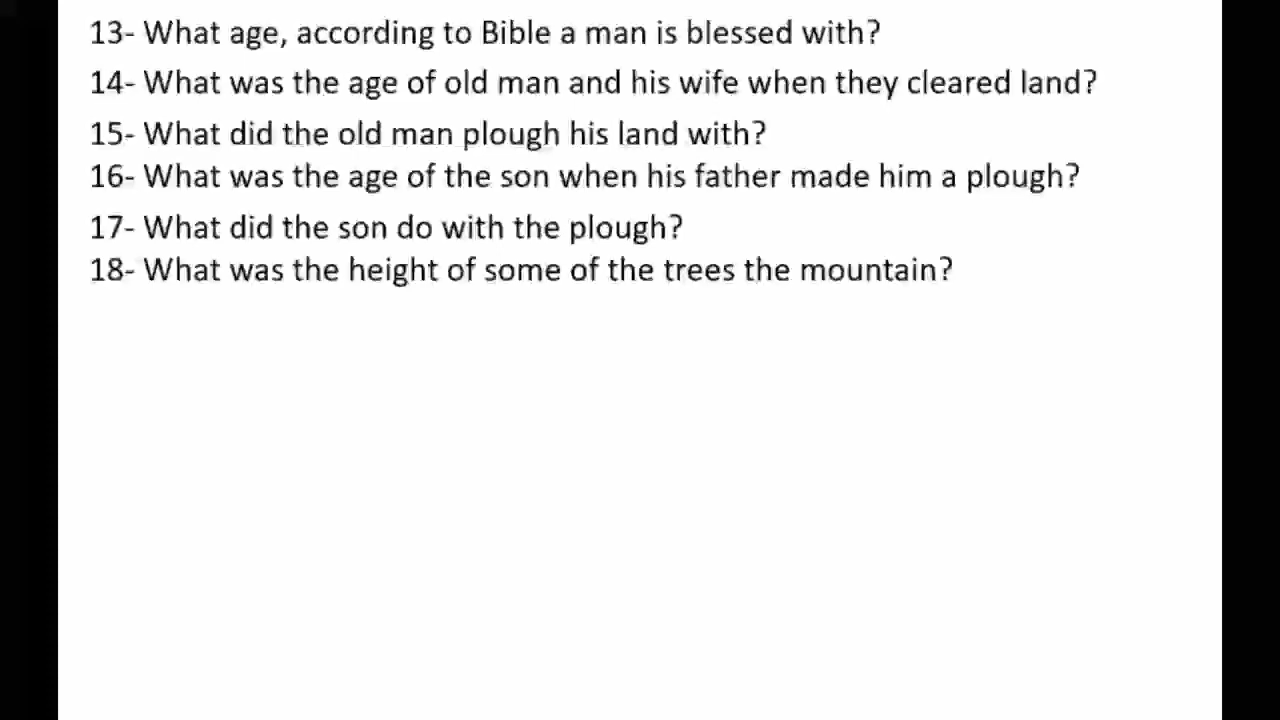 13- What age, according to Bible a man is blessed with?
14- What was the age of old man and his wife when they cleared land?
15- What did the old man plough his land with?
16- What was the age of the son when his father made him a plough?
17- What did the son do with the plough?
18- What was the height of some of the trees the mountain?